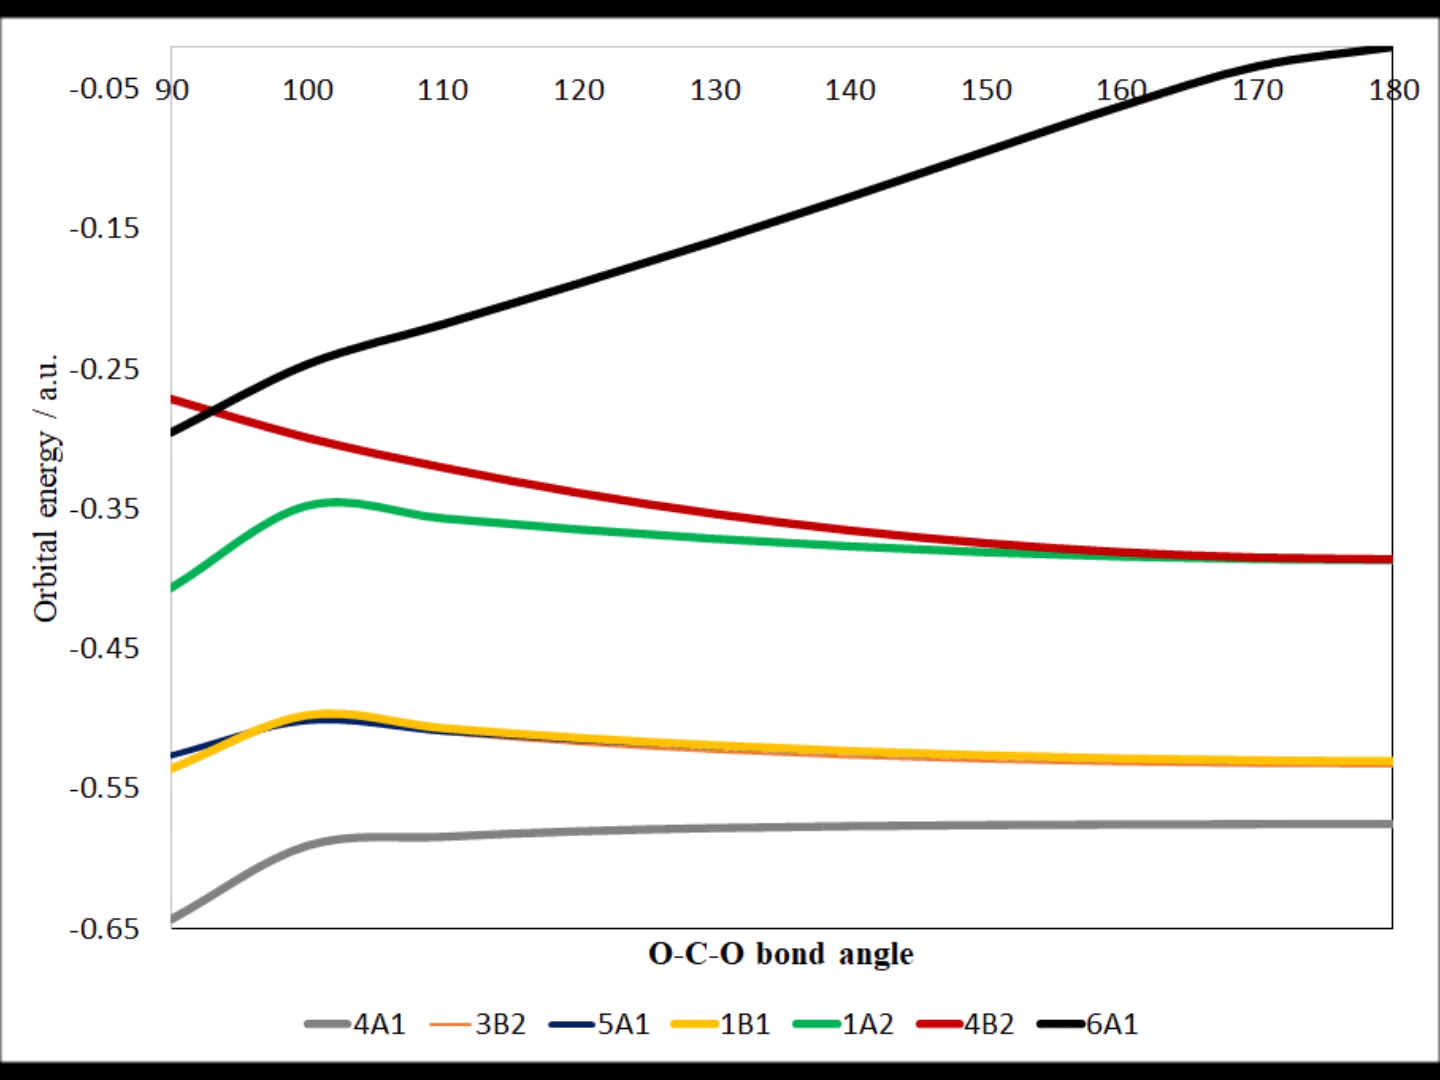 -0.05 90 100 110 120 130 140 150 160 170 180
-0.15
-0.25
-0.35
-0.45
-0.55
-0.65
Orbital energy / a.u.
O-C-O bond angle
4A1 3B2 5A1 1B1 1A2 4B2 6A1